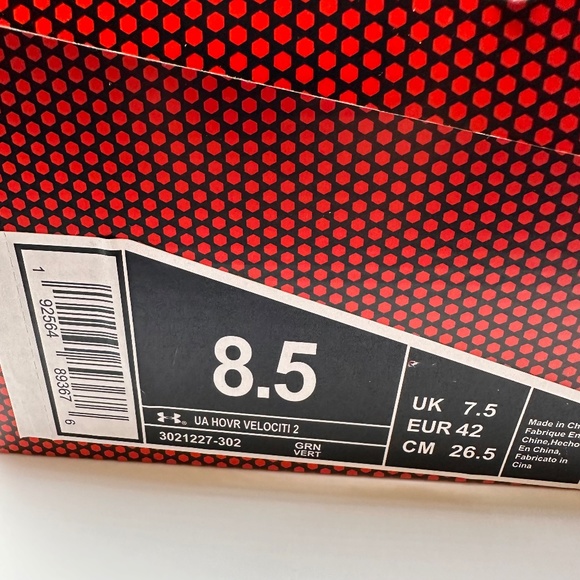 1 92564 89367 6
8.5
UA HOVR VELOCITI 2
3021227-302 GRN
VERT
UK 7.5
EUR 42
CM 26.5
Made in
Fabrique En
Chine, Hecho
En China,
Fabricato in
Cina